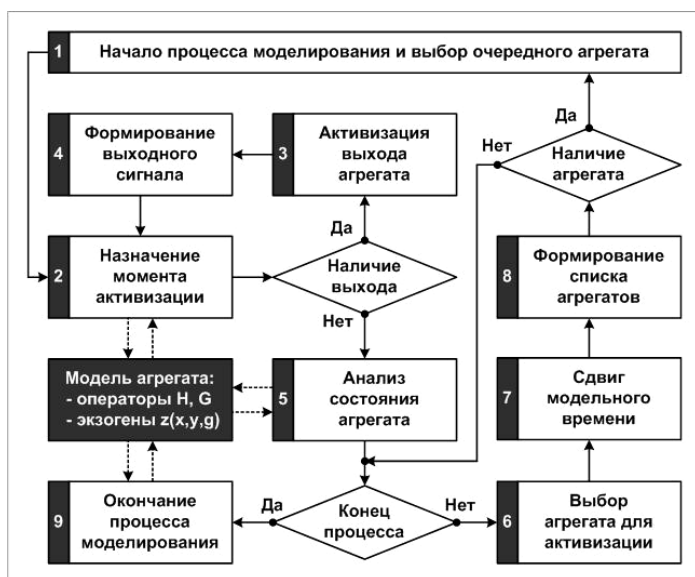 1 Начало процесса моделирования и выбор очередного агрегата
4 Формирование
выходного
сигнала
3 Активизация
выхода
агрегата
Да
Нет
Наличие
агрегата
Да
2 Назначение
момента
активизации
Наличие
выхода
8 Формирование
списка
агрегатов
Нет
Модель агрегата:
- операторы H, G
- экзогены z(x,y,g)
5 Анализ
состояния
агрегата
7 Сдвиг
модельного
времени
9 Окончание
процесса
моделирования
Да
Конец
процесса
Нет
6 Выбор
агрегата для
активизации